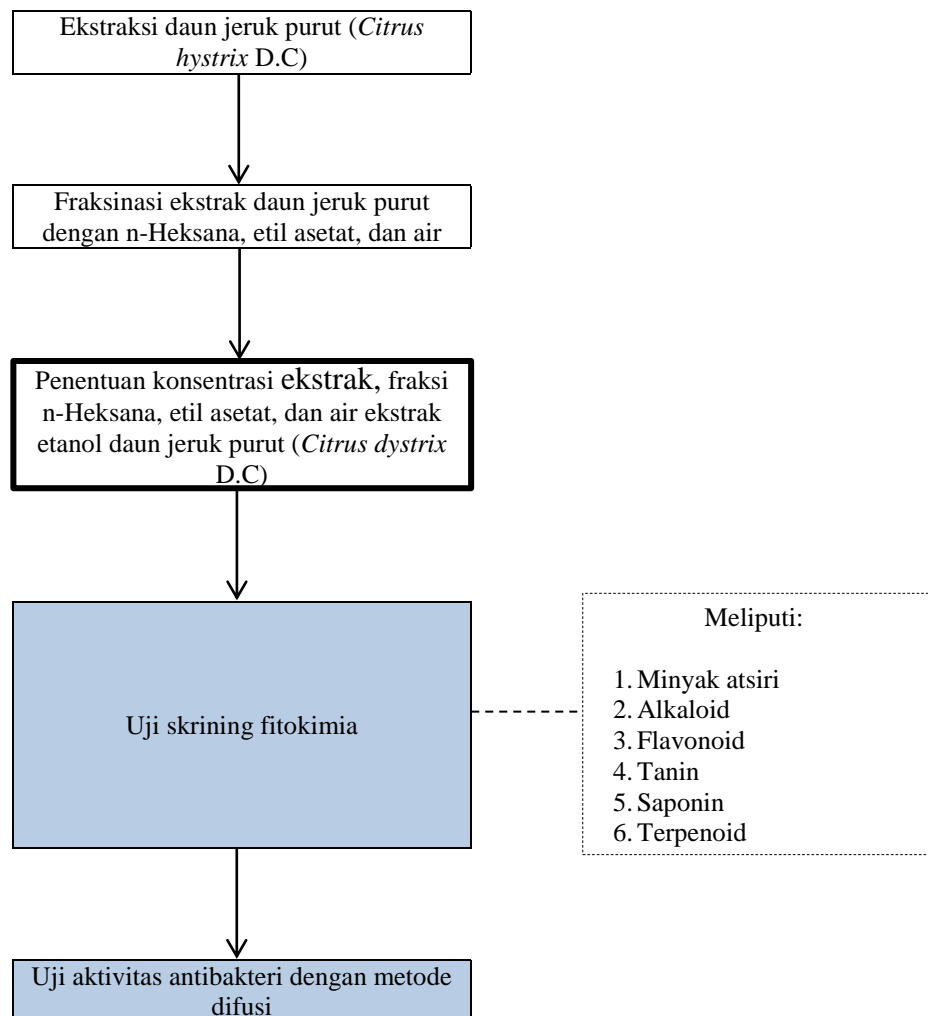 Ekstraksi daun jeruk purut (Citrus
hystrix D.C)
Fraksinasi ekstrak daun jeruk purut
dengan n-Heksana, etil asetat, dan air
Penentuan konsentrasi ekstrak, fraksi
n-Heksana, etil asetat, dan air ekstrak
etanol daun jeruk purut (Citrus dystrix
D.C)
Uji skrining fitokimia
Meliputi:
1. Minyak atsiri
2. Alkaloid
3. Flavonoid
4. Tanin
5. Saponin
6. Terpenoid
Uji aktivitas antibakteri dengan metode
difusi